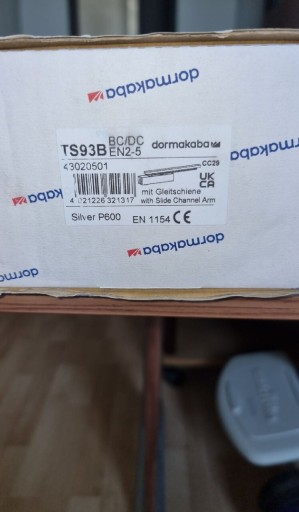 dormakaba
dormakaba
TS93B BC/DC EN2-5 dormakaba
43020501
CC29
UK CA
mit Gleitschiene
with Slide Channel Arm
4 021226 321317
Silver P600 EN 1154 CE
dormakaba
dormakaba
dormakaba